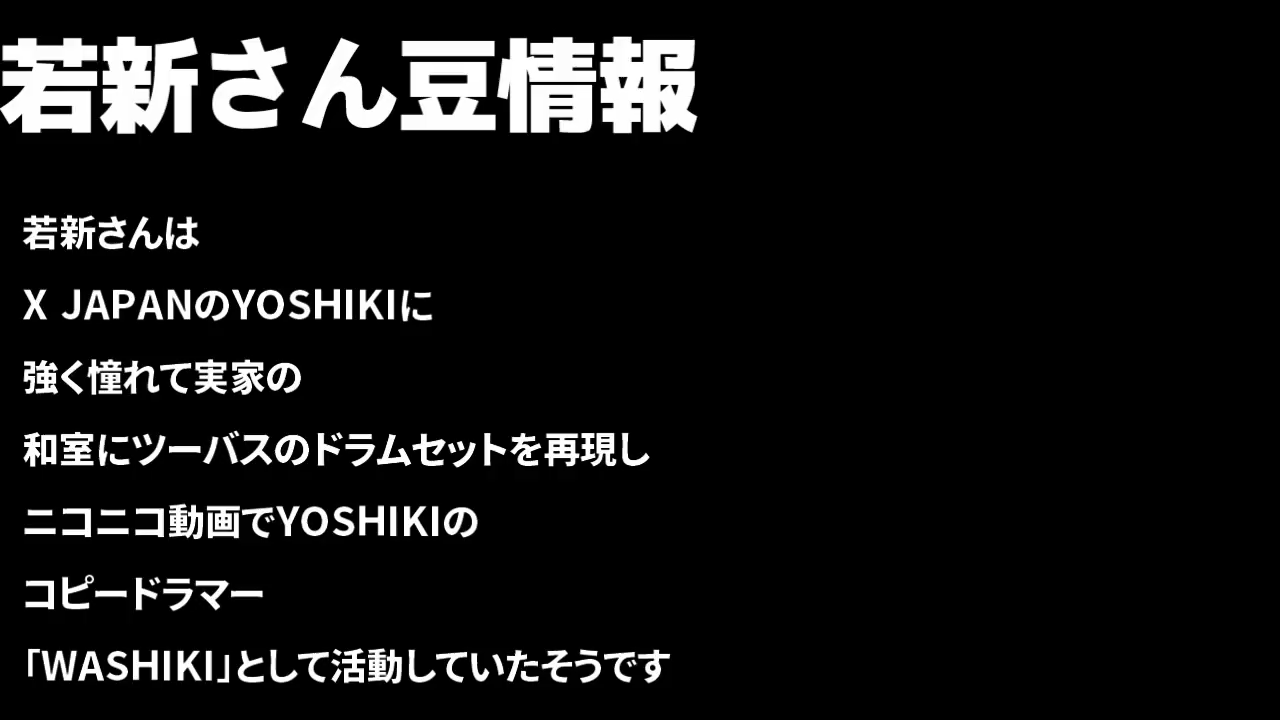 若新さん豆情報
若新さんは
X JAPANのYOSHIKIに
強く憧れて実家の
和室にツーバスのドラムセットを再現し
ニコニコ動画でYOSHIKIの
コピードラマー
「WASHIKI」として活動していたそうです